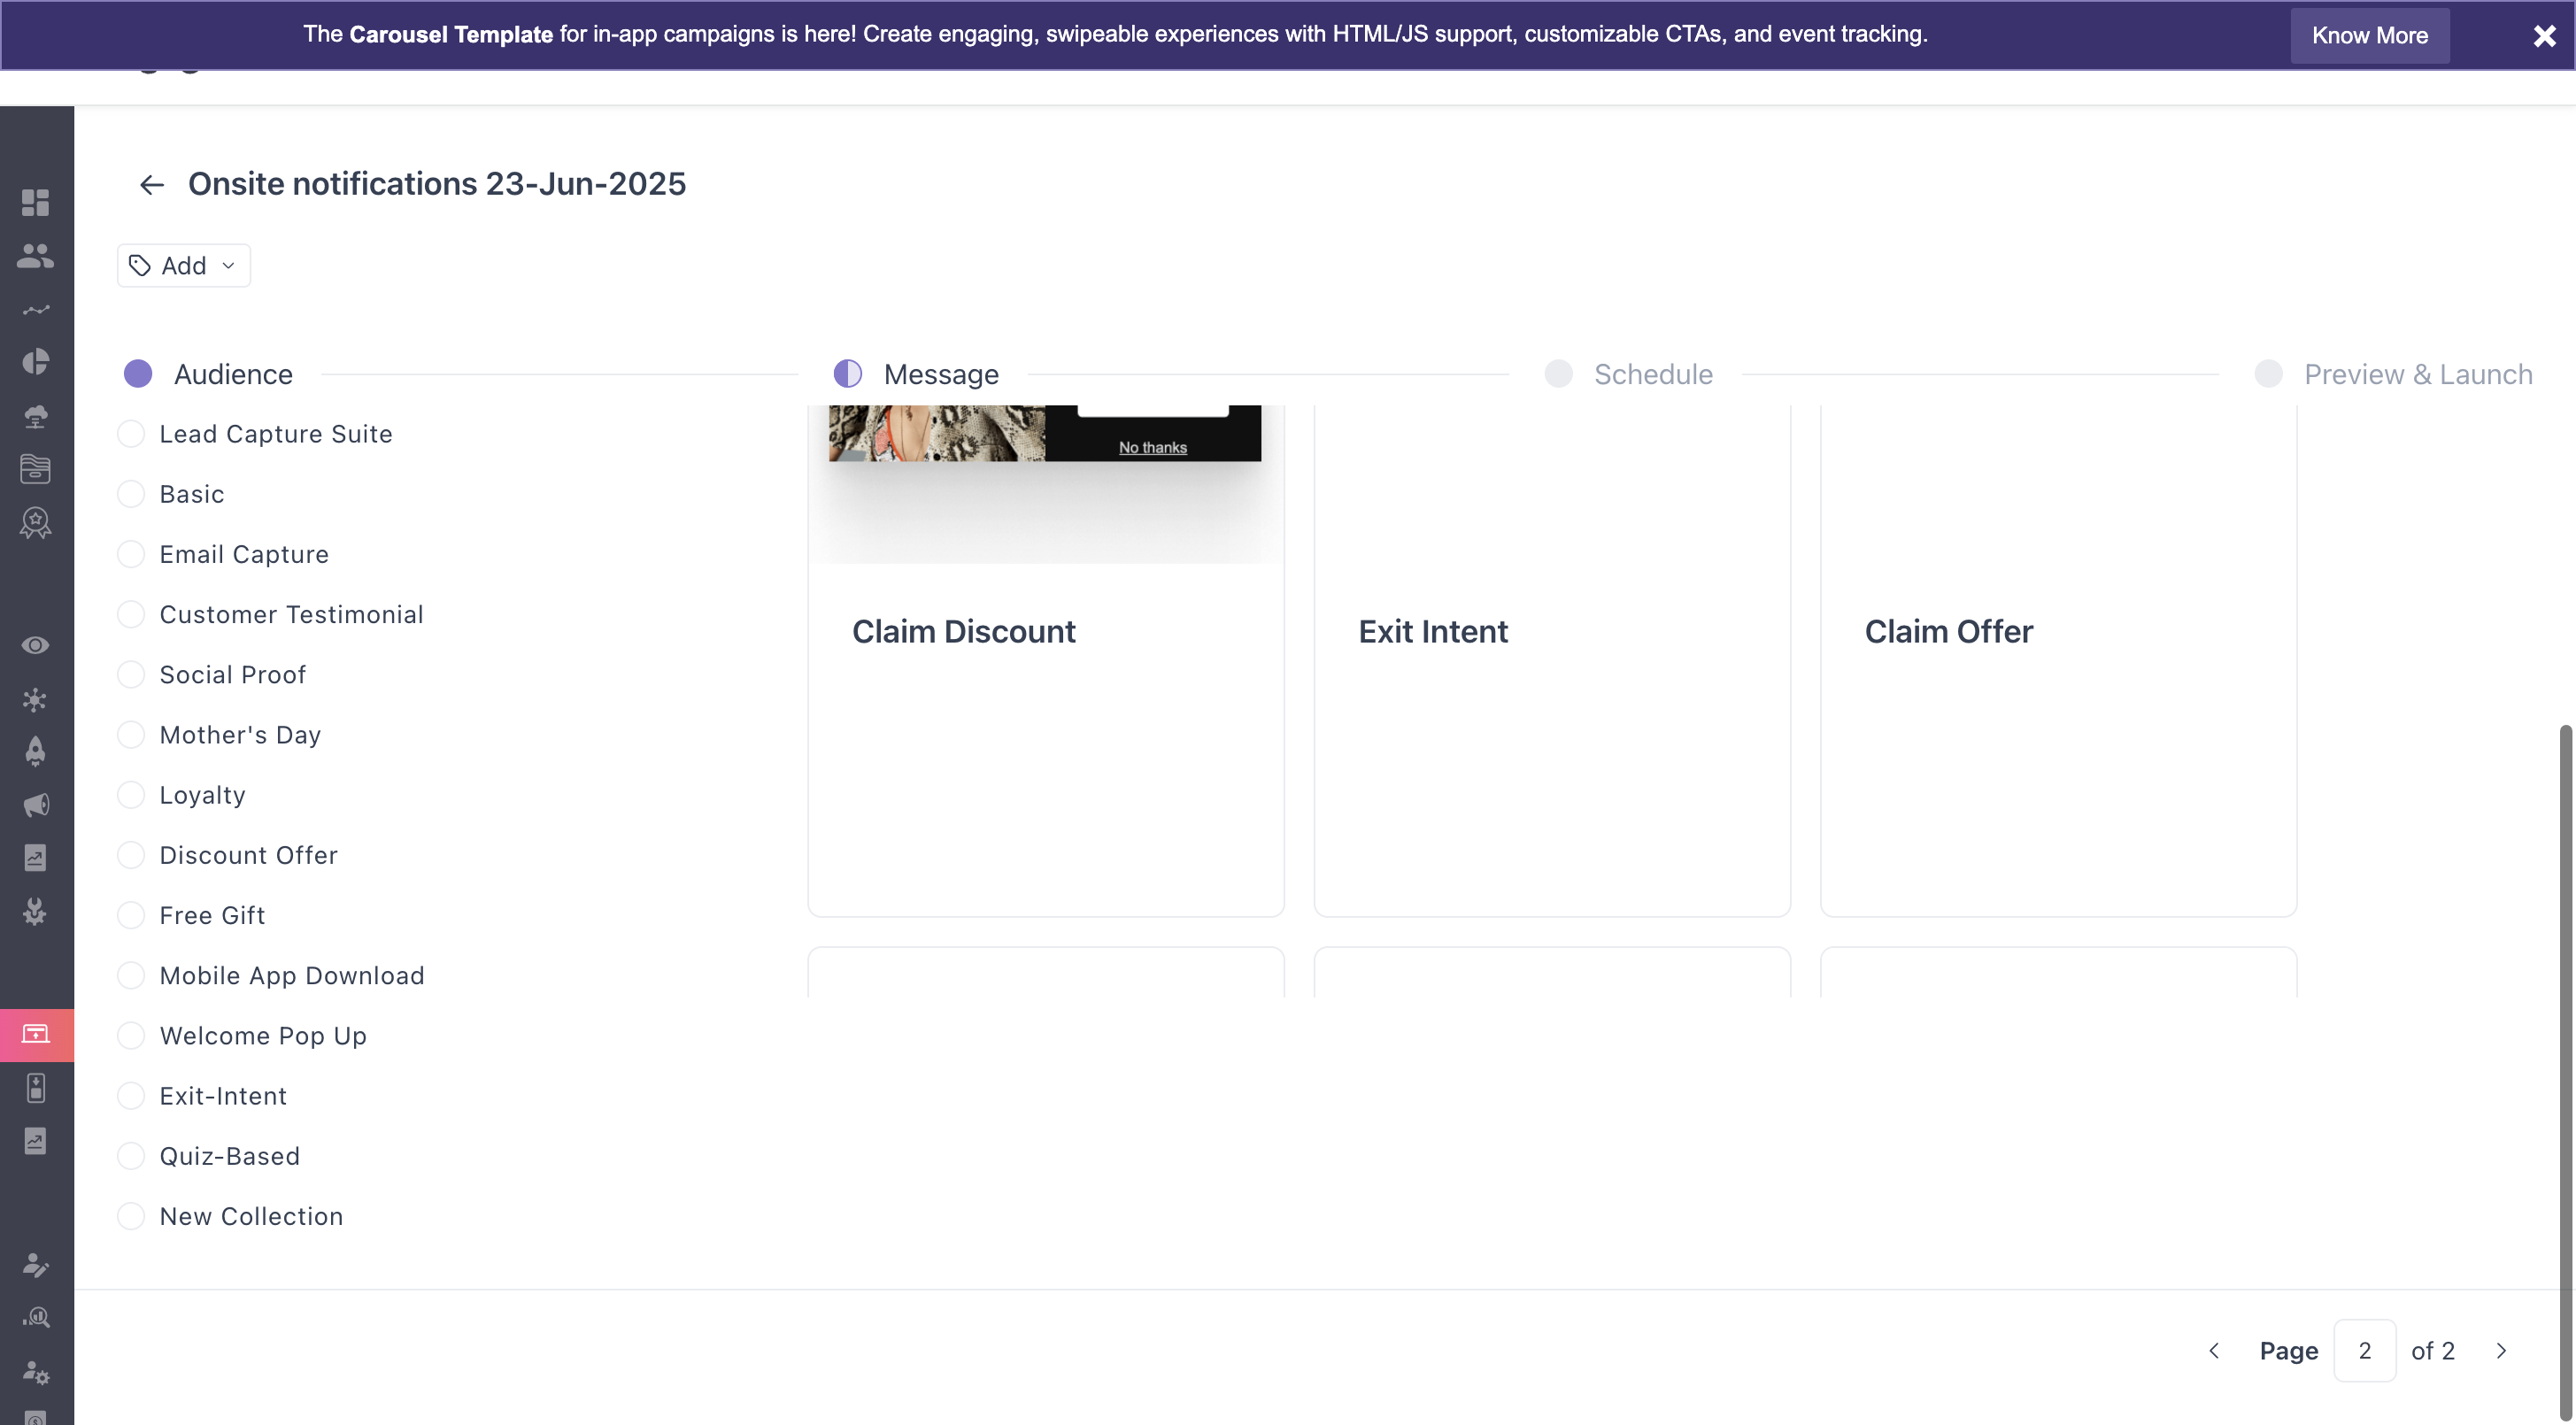 The Carousel Template for in-app campaigns is here! Create engaging, swipeable experiences with HTML/JS support, customizable CTAs, and event tracking.
Know More
Onsite notifications 23-Jun-2025
Add
Audience
Message
Schedule
Preview & Launch
Lead Capture Suite
Basic
Email Capture
Customer Testimonial
Social Proof
Mother's Day
Loyalty
Discount Offer
Free Gift
Mobile App Download
Welcome Pop Up
Exit-Intent
Quiz-Based
New Collection
No thanks
Claim Discount
Exit Intent
Claim Offer
Page 2 of 2